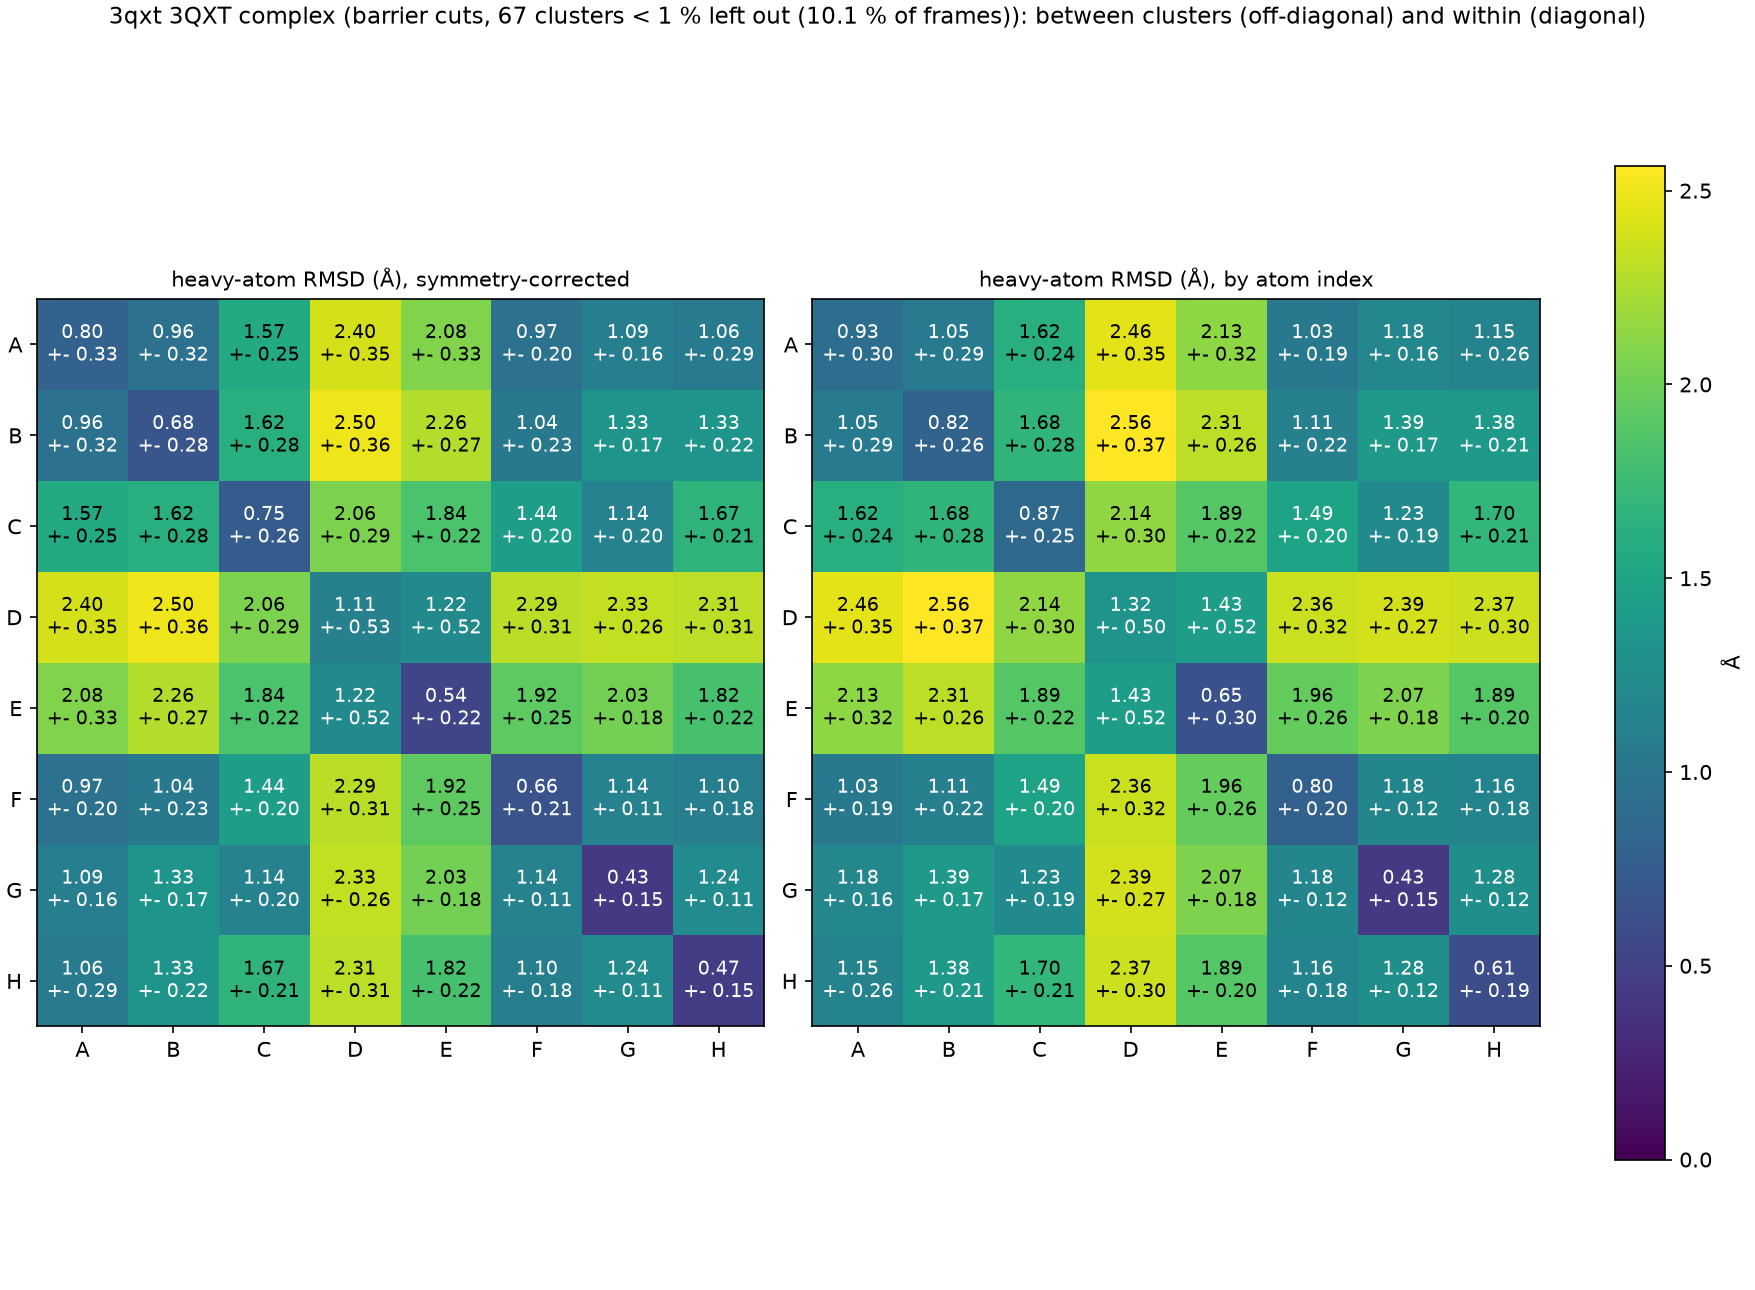 3qxt 3QXT complex (barrier cuts, 67 clusters < 1 % left out (10.1 % of frames)): between clusters (off-diagonal) and within (diagonal)
heavy-atom RMSD (Å), symmetry-corrected
A 0.80 0.96 1.57 2.40 2.08 0.97 1.09 1.06
+- 0.33 +- 0.32 +- 0.25 +- 0.35 +- 0.33 +- 0.20 +- 0.16 +- 0.29
B 0.96 0.68 1.62 2.50 2.26 1.04 1.33 1.33
+- 0.32 +- 0.28 +- 0.28 +- 0.36 +- 0.27 +- 0.23 +- 0.17 +- 0.22
C 1.57 1.62 0.75 2.06 1.84 1.44 1.14 1.67
+- 0.25 +- 0.28 +- 0.26 +- 0.29 +- 0.22 +- 0.20 +- 0.20 +- 0.21
D 2.40 2.50 2.06 1.11 1.22 2.29 2.33 2.31
+- 0.35 +- 0.36 +- 0.29 +- 0.53 +- 0.52 +- 0.31 +- 0.26 +- 0.31
E 2.08 2.26 1.84 1.22 0.54 1.92 2.03 1.82
+- 0.33 +- 0.27 +- 0.22 +- 0.52 +- 0.22 +- 0.25 +- 0.18 +- 0.22
F 0.97 1.04 1.44 2.29 1.92 0.66 1.14 1.10
+- 0.20 +- 0.23 +- 0.20 +- 0.31 +- 0.25 +- 0.21 +- 0.11 +- 0.18
G 1.09 1.33 1.14 2.33 2.03 1.14 0.43 1.24
+- 0.16 +- 0.17 +- 0.20 +- 0.26 +- 0.18 +- 0.11 +- 0.15 +- 0.11
H 1.06 1.33 1.67 2.31 1.82 1.10 1.24 0.47
+- 0.29 +- 0.22 +- 0.21 +- 0.31 +- 0.22 +- 0.18 +- 0.11 +- 0.15
A B C D E F G H
heavy-atom RMSD (Å), by atom index
A 0.93 1.05 1.62 2.46 2.13 1.03 1.18 1.15
+- 0.30 +- 0.29 +- 0.24 +- 0.35 +- 0.32 +- 0.19 +- 0.16 +- 0.26
B 1.05 0.82 1.68 2.56 2.31 1.11 1.39 1.38
+- 0.29 +- 0.26 +- 0.28 +- 0.37 +- 0.26 +- 0.22 +- 0.17 +- 0.21
C 1.62 1.68 0.87 2.14 1.89 1.49 1.23 1.70
+- 0.24 +- 0.28 +- 0.25 +- 0.30 +- 0.22 +- 0.20 +- 0.19 +- 0.21
D 2.46 2.56 2.14 1.32 1.43 2.36 2.39 2.37
+- 0.35 +- 0.37 +- 0.30 +- 0.50 +- 0.52 +- 0.32 +- 0.27 +- 0.30
E 2.13 2.31 1.89 1.43 0.65 1.96 2.07 1.89
+- 0.32 +- 0.26 +- 0.22 +- 0.52 +- 0.30 +- 0.26 +- 0.18 +- 0.20
F 1.03 1.11 1.49 2.36 1.96 0.80 1.18 1.16
+- 0.19 +- 0.22 +- 0.20 +- 0.32 +- 0.26 +- 0.20 +- 0.12 +- 0.18
G 1.18 1.39 1.23 2.39 2.07 1.18 0.43 1.28
+- 0.16 +- 0.17 +- 0.19 +- 0.27 +- 0.18 +- 0.12 +- 0.15 +- 0.12
H 1.15 1.38 1.70 2.37 1.89 1.16 1.28 0.61
+- 0.26 +- 0.21 +- 0.21 +- 0.30 +- 0.20 +- 0.18 +- 0.12 +- 0.19
A B C D E F G H
2.5
2.0
1.5
1.0
0.5
0.0
Å